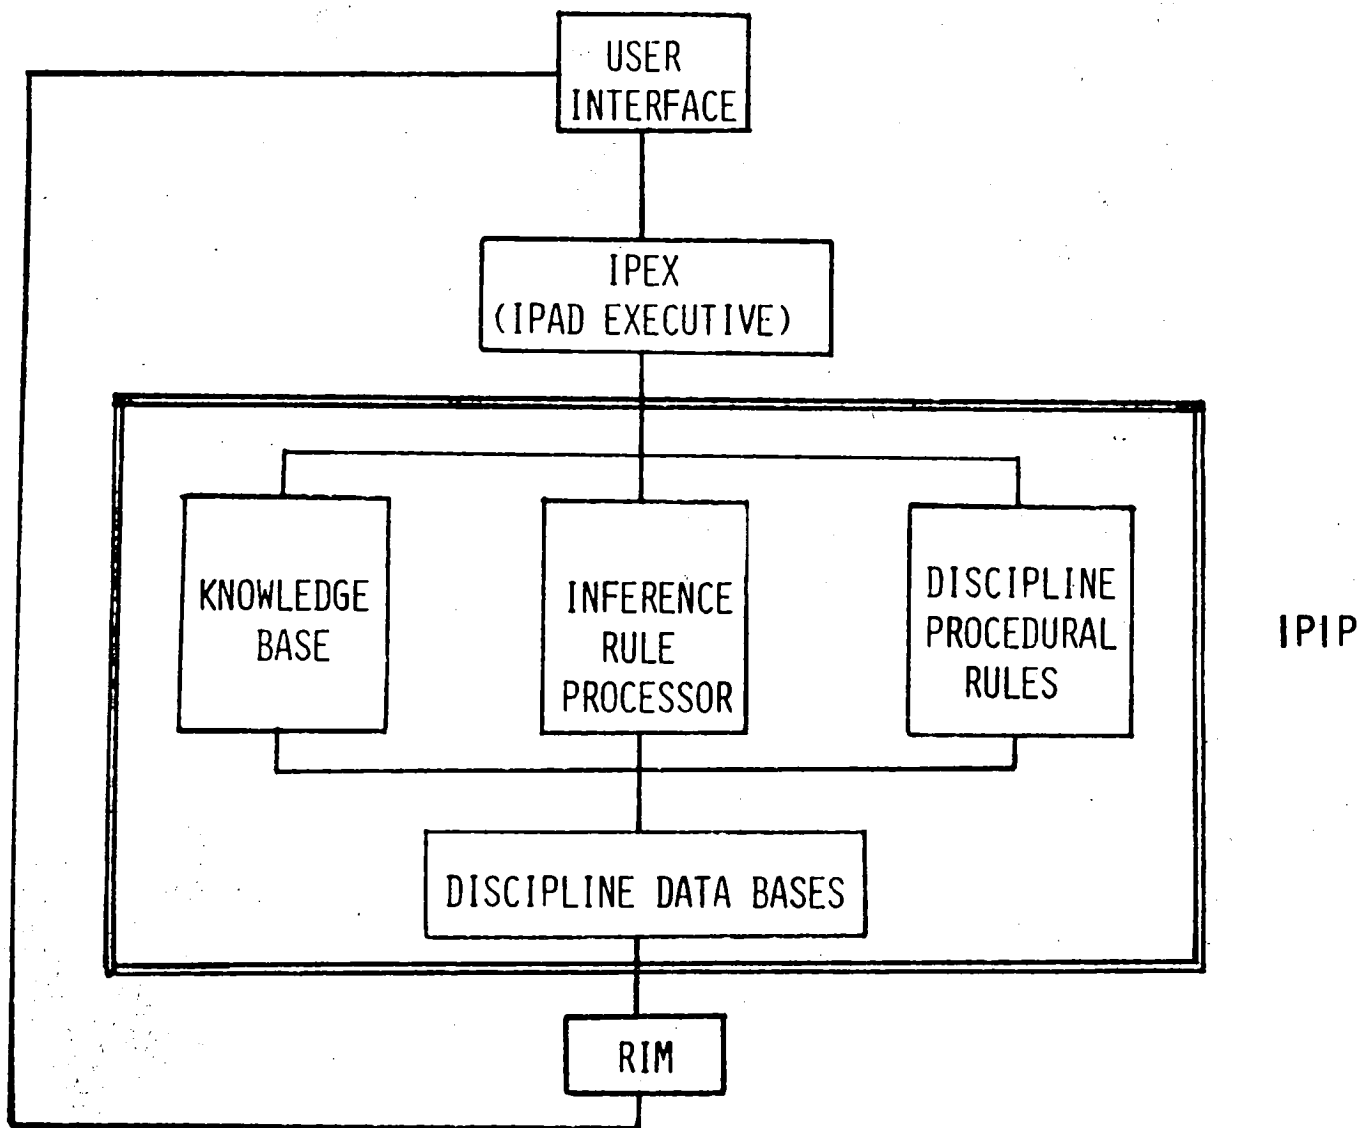 USER
INTERFACE
IPEX
(IPAD EXECUTIVE)
KNOWLEDGE
BASE
INFERENCE
RULE
PROCESSOR
DISCIPLINE
PROCEDURAL
RULES
IPIP
DISCIPLINE DATA BASES
RIM